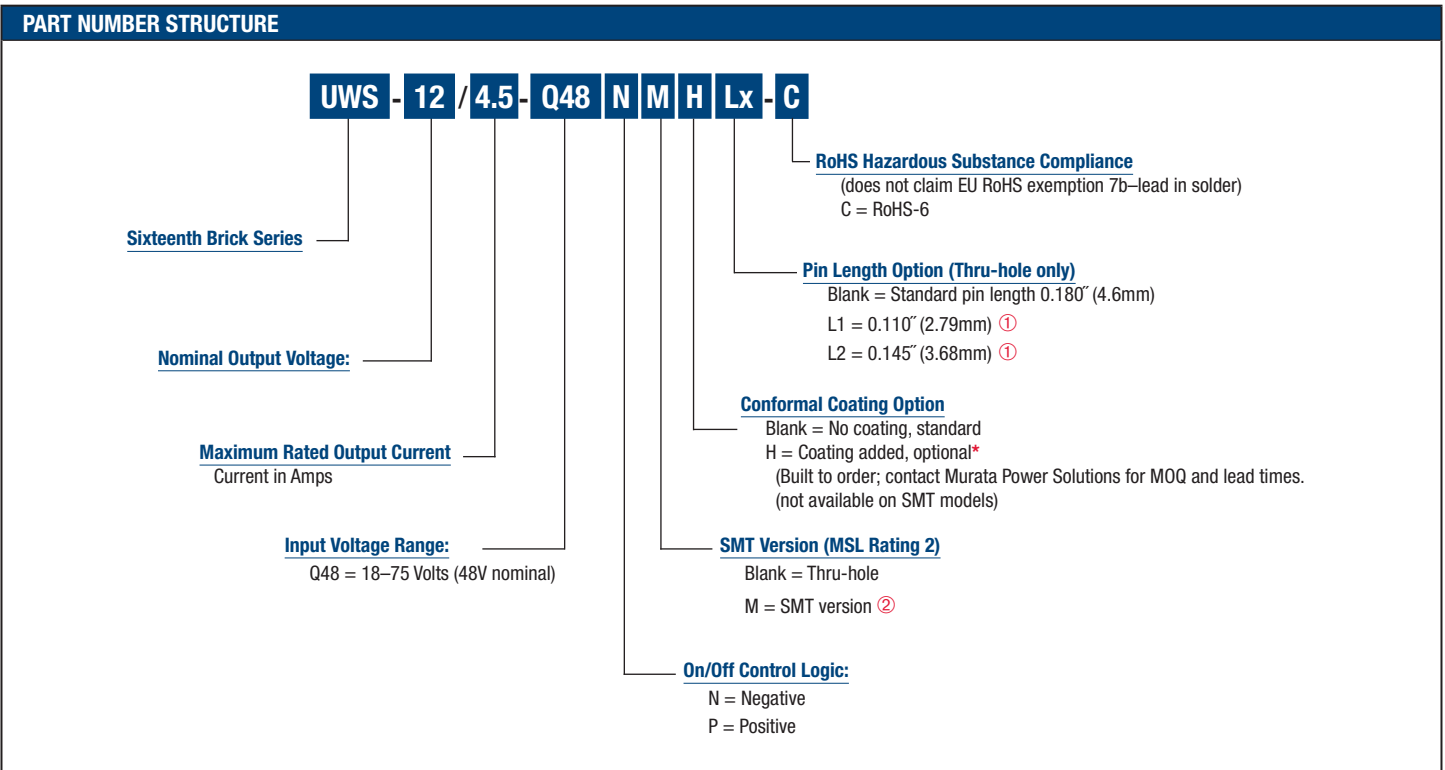 PART NUMBER STRUCTURE
UWS - 12 / 4.5 - Q48 N M H Lx - C
RoHS Hazardous Substance Compliance
(does not claim EU RoHS exemption 7b–lead in solder)
C = RoHS-6
Sixteenth Brick Series
Pin Length Option (Thru-hole only)
Blank = Standard pin length 0.180˝ (4.6mm)
L1 = 0.110˝ (2.79mm) ①
L2 = 0.145˝ (3.68mm) ①
Nominal Output Voltage:
Conformal Coating Option
Blank = No coating, standard
H = Coating added, optional*
(Built to order; contact Murata Power Solutions for MOQ and lead times.
(not available on SMT models)
Maximum Rated Output Current
Current in Amps
Input Voltage Range:
Q48 = 18–75 Volts (48V nominal)
SMT Version (MSL Rating 2)
Blank = Thru-hole
M = SMT version ②
On/Off Control Logic:
N = Negative
P = Positive